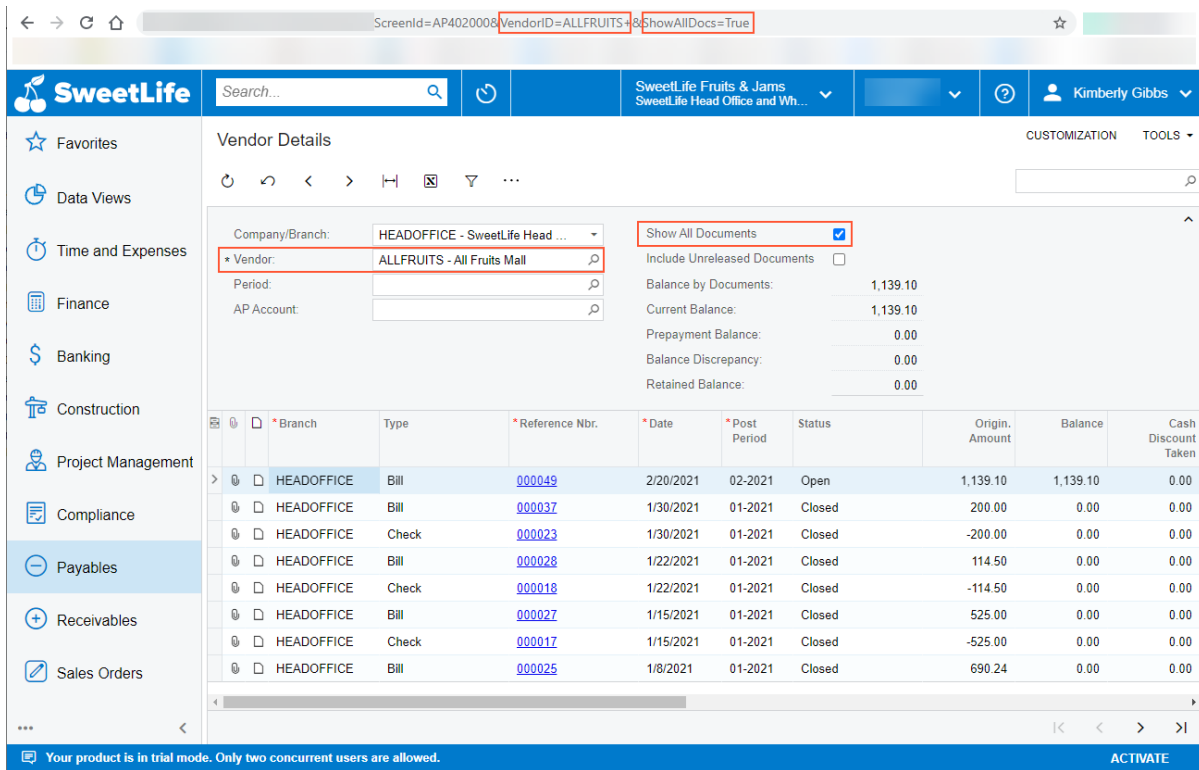 ScreenId=AP402000&VendorID=ALLFRUITS+&ShowAllDocs=True
SweetLife
Search...
SweetLife Fruits & Jams
SweetLife Head Office and Wh...
Kimberly Gibbs
Favorites
Data Views
Time and Expenses
Finance
Banking
Construction
Project Management
Compliance
Payables
Receivables
Sales Orders
Vendor Details
CUSTOMIZATION TOOLS
Company/Branch: HEADOFFICE - SweetLife Head ...
* Vendor: ALLFRUITS - All Fruits Mall
Period:
AP Account:
Show All Documents
Include Unreleased Documents
Balance by Documents: 1,139.10
Current Balance: 1,139.10
Prepayment Balance: 0.00
Balance Discrepancy: 0.00
Retained Balance: 0.00
* Branch Type * Reference Nbr. * Date * Post Period Status Origin. Amount Balance Cash Discount Taken
HEADOFFICE Bill 000049 2/20/2021 02-2021 Open 1,139.10 1,139.10 0.00
HEADOFFICE Bill 000037 1/30/2021 01-2021 Closed 200.00 0.00 0.00
HEADOFFICE Check 000023 1/30/2021 01-2021 Closed -200.00 0.00 0.00
HEADOFFICE Bill 000028 1/22/2021 01-2021 Closed 114.50 0.00 0.00
HEADOFFICE Check 000018 1/22/2021 01-2021 Closed -114.50 0.00 0.00
HEADOFFICE Bill 000027 1/15/2021 01-2021 Closed 525.00 0.00 0.00
HEADOFFICE Check 000017 1/15/2021 01-2021 Closed -525.00 0.00 0.00
HEADOFFICE Bill 000025 1/8/2021 01-2021 Closed 690.24 0.00 0.00
Your product is in trial mode. Only two concurrent users are allowed.
ACTIVATE